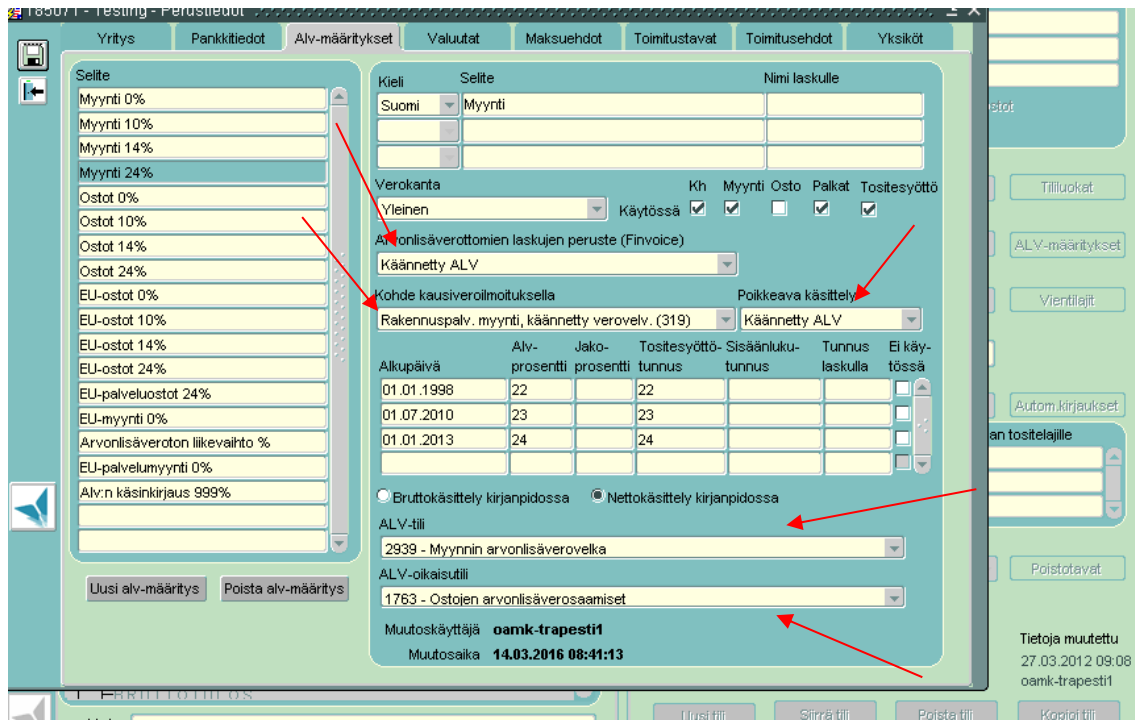 185071 - Testing - Perustiedot
Yritys Pankkitiedot Alv-määritykset Valuutat Maksuehdot Toimitustavat Toimitusehdot Yksiköt
Selite
Myynti 0%
Myynti 10%
Myynti 14%
Myynti 24%
Ostot 0%
Ostot 10%
Ostot 14%
Ostot 24%
EU-ostot 0%
EU-ostot 10%
EU-ostot 14%
EU-ostot 24%
EU-palveluostot 24%
EU-myynti 0%
Arvonlisäveroton liikevaihto %
EU-palvelumyynti 0%
Alv:n käsinkirjaus 999%
Uusi alv-määritys Poista alv-määritys
Kieli Selite Nimi laskulle
Suomi Myynti
Verokanta Kh Myynti Osto Palkat Tositesyöttö
Yleinen Käytössä
Arvonlisäverottomien laskujen peruste (Finvoice)
Käännetty ALV
Kohde kausiveroilmoituksella Poikkeava käsittely
Rakennuspalv. myynti, käännetty verovelv. (319) Käännetty ALV
Alv- Jako- Tositesyöttö- Sisäänluku- Tunnus Ei käy-
Alkupäivä prosentti prosentti tunnus tunnus laskulla tössä
01.01.1998 22 22
01.07.2010 23 23
01.01.2013 24 24
Bruttokäsittely kirjanpidossa Nettokäsittely kirjanpidossa
ALV-tili
2939 - Myynnin arvonlisäverovelka
ALV-oikaisutili
1763 - Ostojen arvonlisäverosaamiset
Muutoskäyttäjä oamk-trapesti1
Muutosaika 14.03.2016 08:41:13
Tililuokat
ALV-määritykset
Vientilajit
Autom.kirjaukset
an tositelajille
Poistotavat
Tietoja muutettu
27.03.2012 09:08
oamk-trapesti1
Uusi tili Siirrä tili Poista tili Kopioi tili